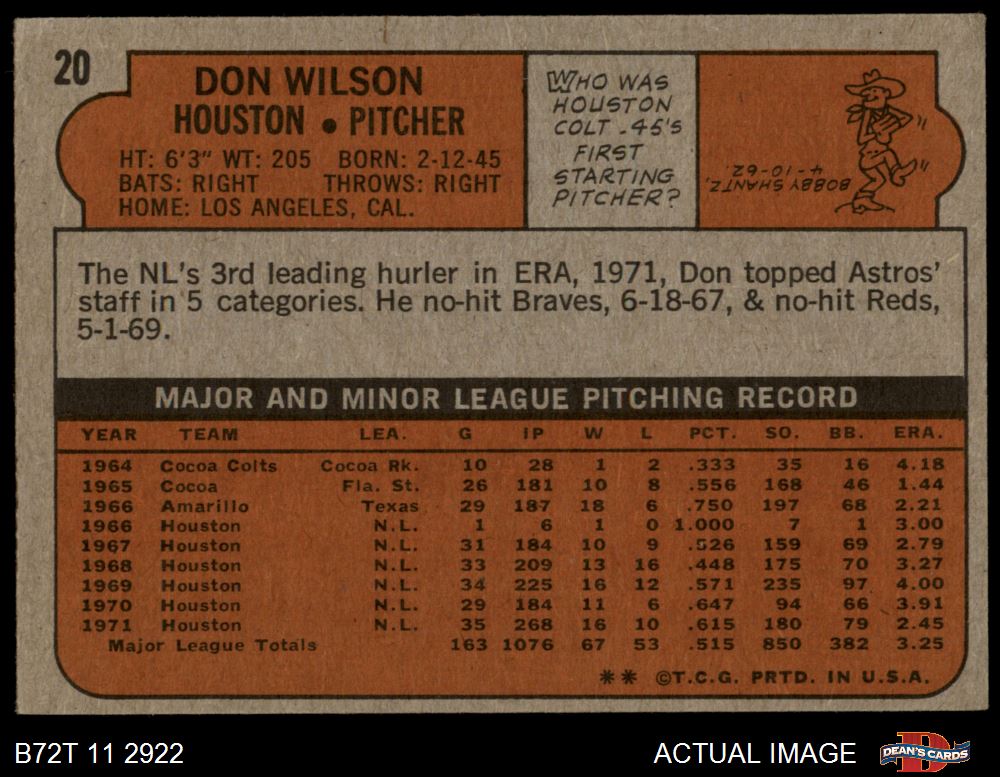 20
DON WILSON
HOUSTON • PITCHER
HT: 6'3" WT: 205 BORN: 2-12-45
BATS: RIGHT THROWS: RIGHT
HOME: LOS ANGELES, CAL.
WHO WAS
HOUSTON
COLT .45'S
FIRST
STARTING
PITCHER?
BOBBY SHANTZ,
4-10-62.
The NL's 3rd leading hurler in ERA, 1971, Don topped Astros'
staff in 5 categories. He no-hit Braves, 6-18-67, & no-hit Reds,
5-1-69.
MAJOR AND MINOR LEAGUE PITCHING RECORD
YEAR TEAM LEA. G IP W L PCT. SO. BB. ERA.
1964 Cocoa Colts Cocoa Rk. 10 28 1 2 .333 35 16 4.18
1965 Cocoa Fla. St. 26 181 10 8 .556 168 46 1.44
1966 Amarillo Texas 29 187 18 6 .750 197 68 2.21
1966 Houston N.L. 1 6 1 0 1.000 7 1 3.00
1967 Houston N.L. 31 184 10 9 .526 159 69 2.79
1968 Houston N.L. 33 209 13 16 .448 175 70 3.27
1969 Houston N.L. 34 225 16 12 .571 235 97 4.00
1970 Houston N.L. 29 184 11 6 .647 94 66 3.91
1971 Houston N.L. 35 268 16 10 .615 180 79 2.45
Major League Totals 163 1076 67 53 .515 850 382 3.25
** ©T.C.G. PRTD. IN U.S.A.
B72T 11 2922
ACTUAL IMAGE
D
DEAN'S CARDS